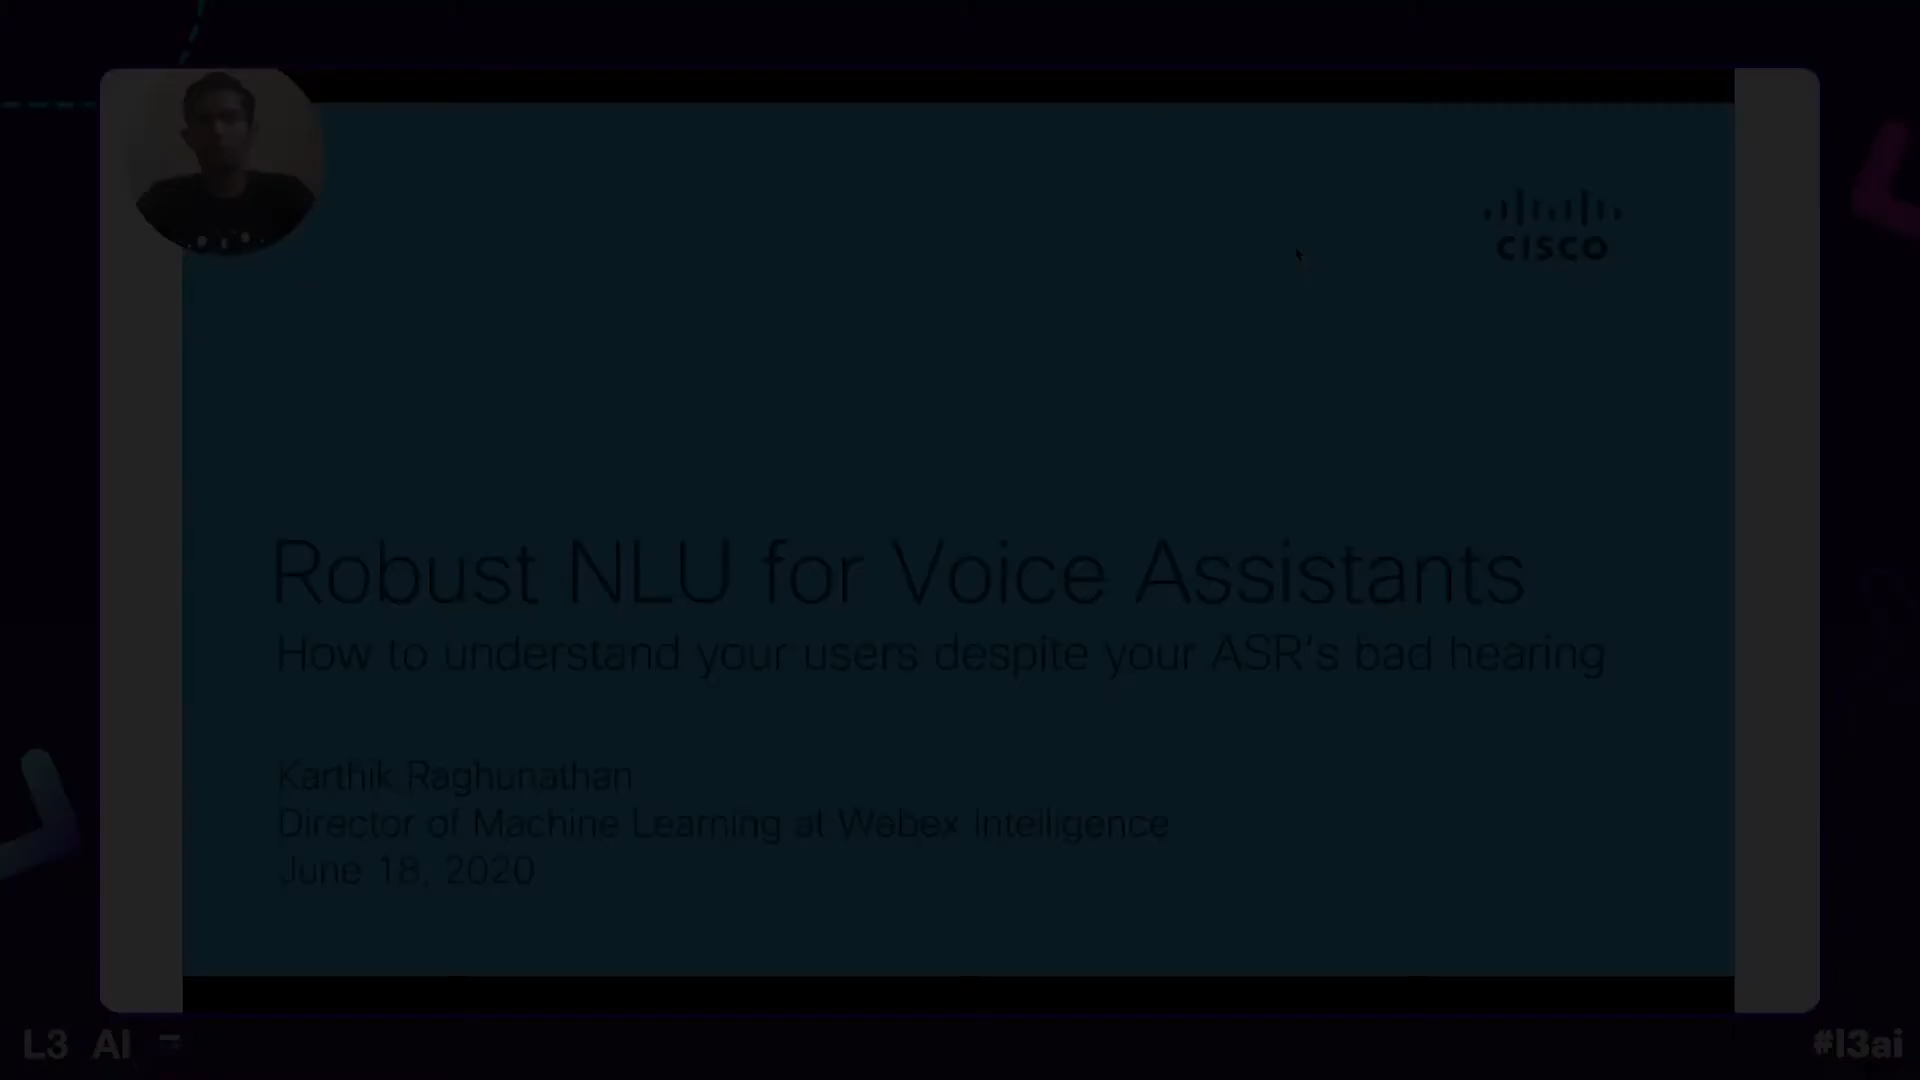 CISCO
Robust NLU for Voice Assistants
How to understand your users despite your ASR's bad hearing
Karthik Raghunathan
Director of Machine Learning at Webex Intelligence
June 18, 2020
L3 AI
#l3ai